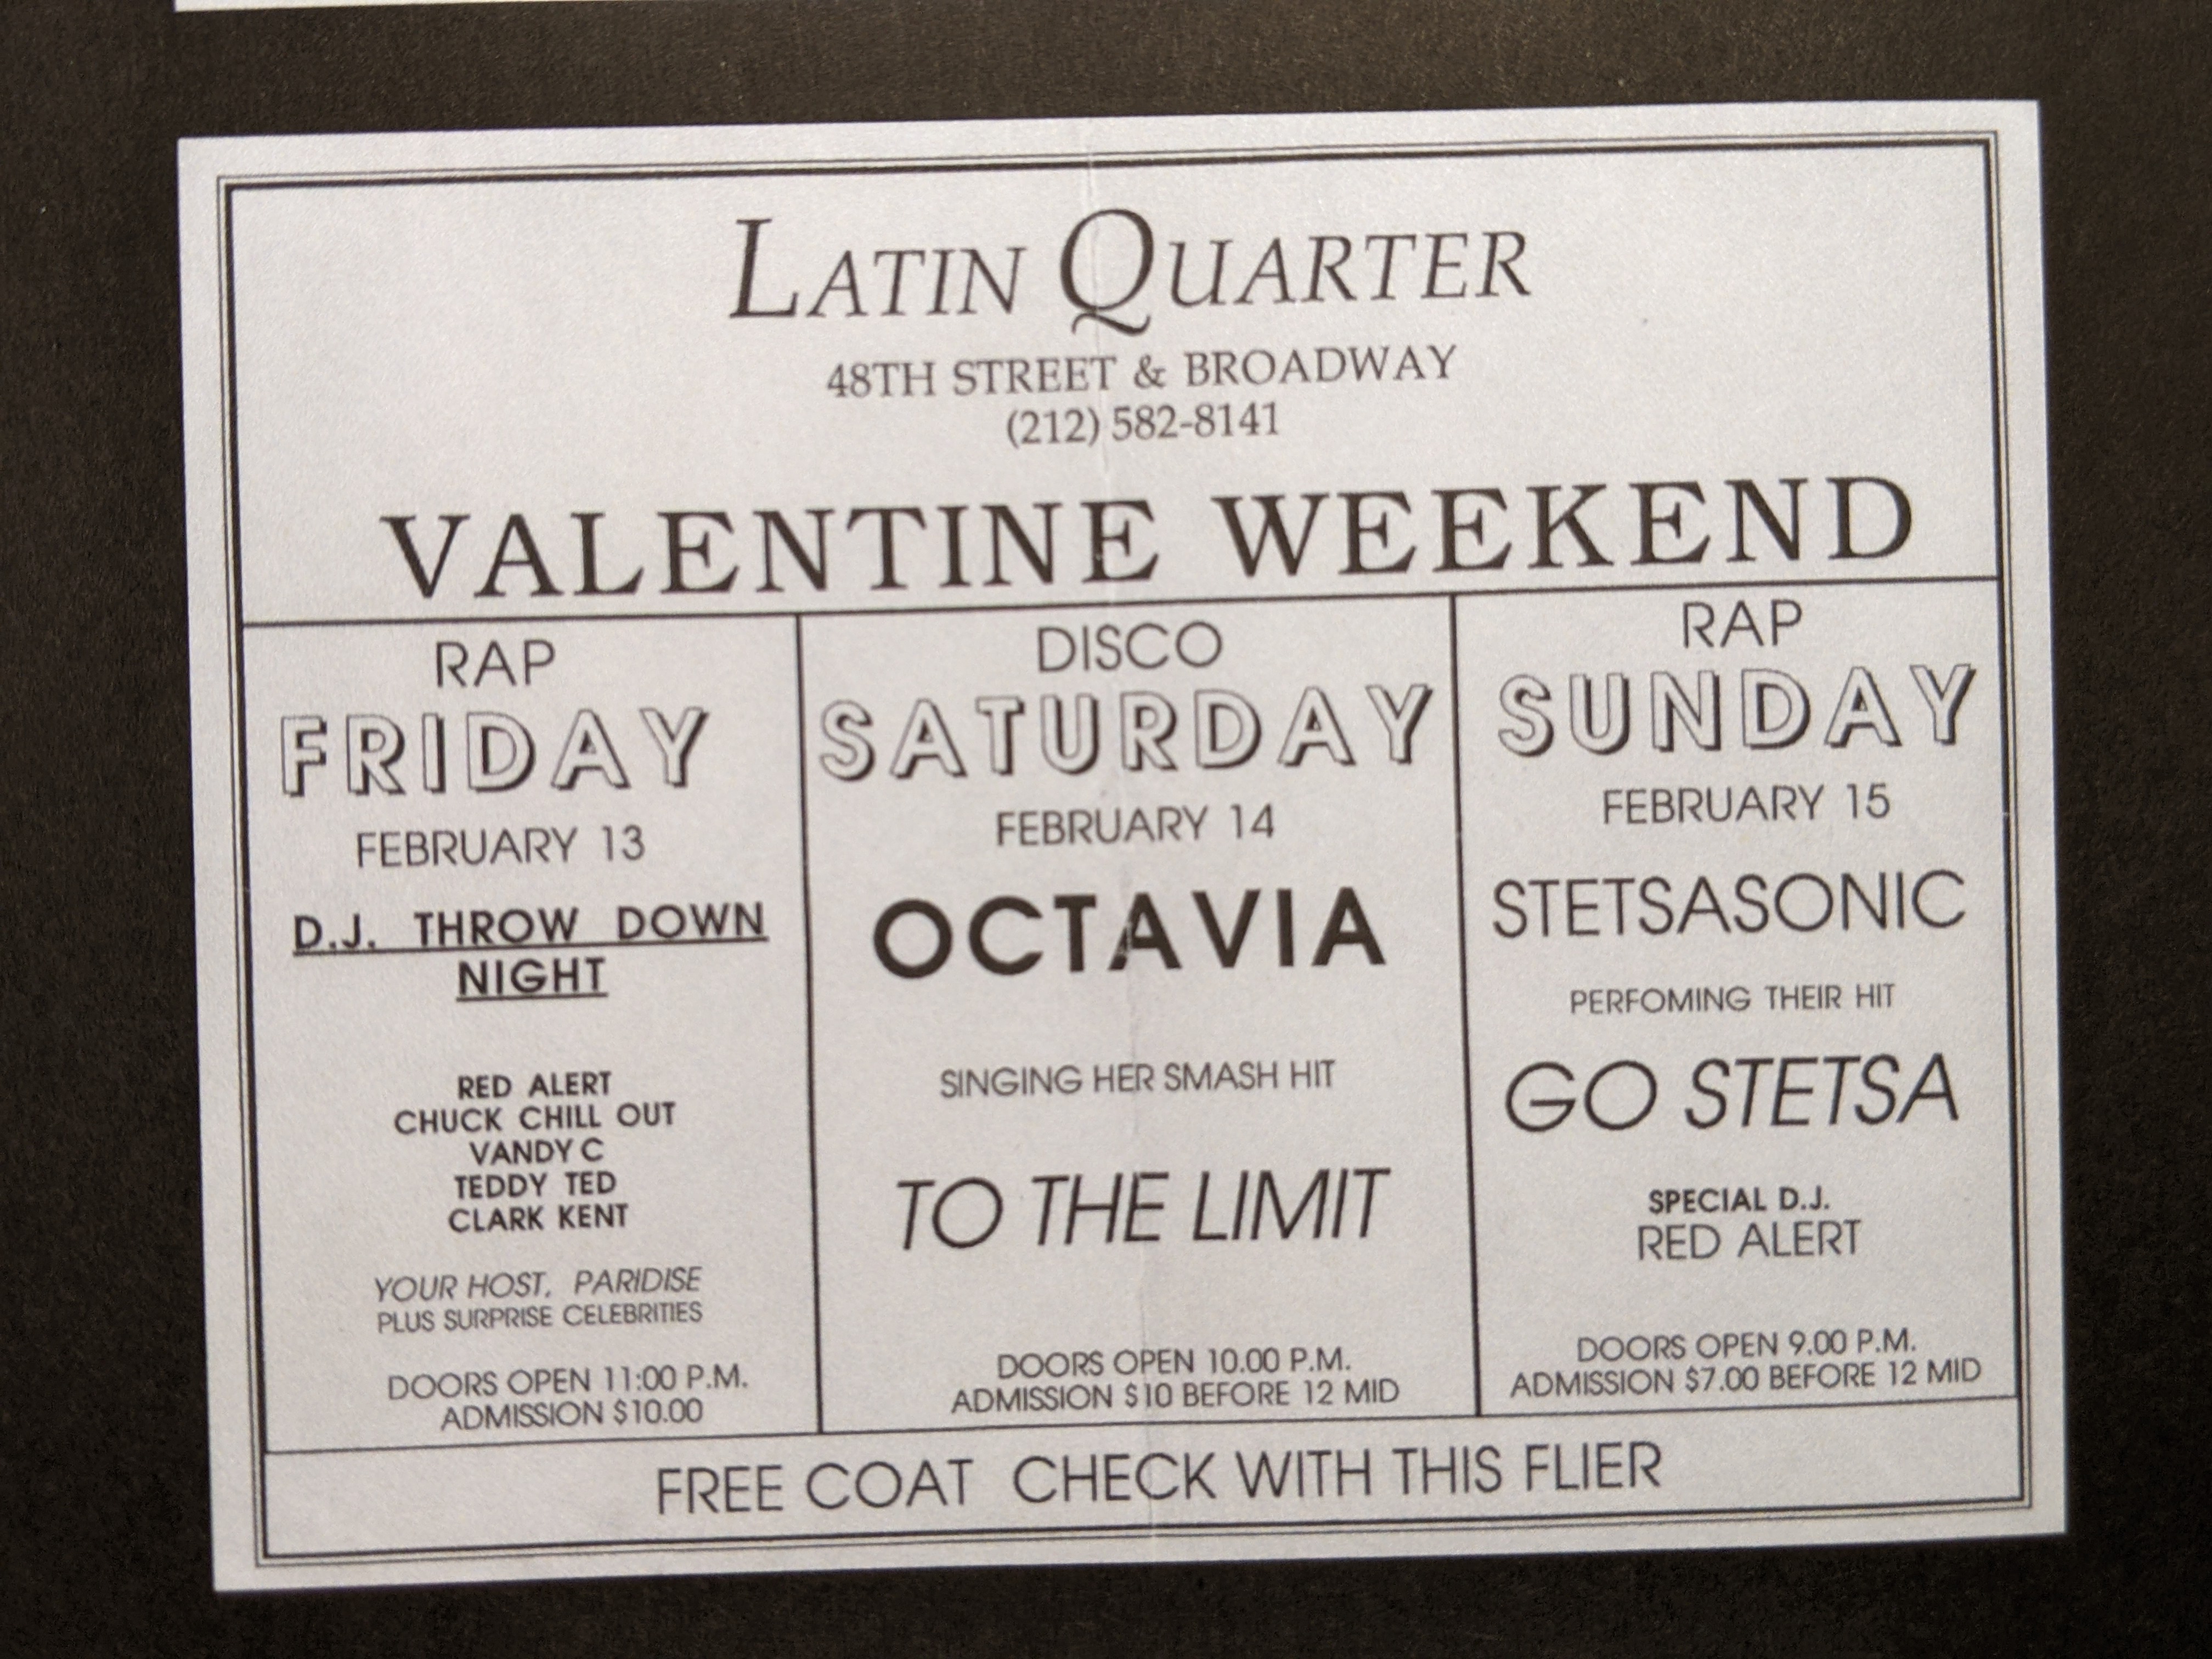 LATIN QUARTER
48TH STREET & BROADWAY
(212) 582-8141
VALENTINE WEEKEND
RAP
FRIDAY
FEBRUARY 13
D.J. THROW DOWN
NIGHT
RED ALERT
CHUCK CHILL OUT
VANDY C
TEDDY TED
CLARK KENT
YOUR HOST, PARIDISE
PLUS SURPRISE CELEBRITIES
DOORS OPEN 11:00 P.M.
ADMISSION $10.00
DISCO
SATURDAY
FEBRUARY 14
OCTAVIA
SINGING HER SMASH HIT
TO THE LIMIT
DOORS OPEN 10.00 P.M.
ADMISSION $10 BEFORE 12 MID
RAP
SUNDAY
FEBRUARY 15
STETSASONIC
PERFOMING THEIR HIT
GO STETSA
SPECIAL D.J.
RED ALERT
DOORS OPEN 9.00 P.M.
ADMISSION $7.00 BEFORE 12 MID
FREE COAT CHECK WITH THIS FLIER